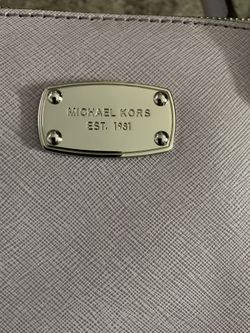 MICHAEL KORS
EST. 1981